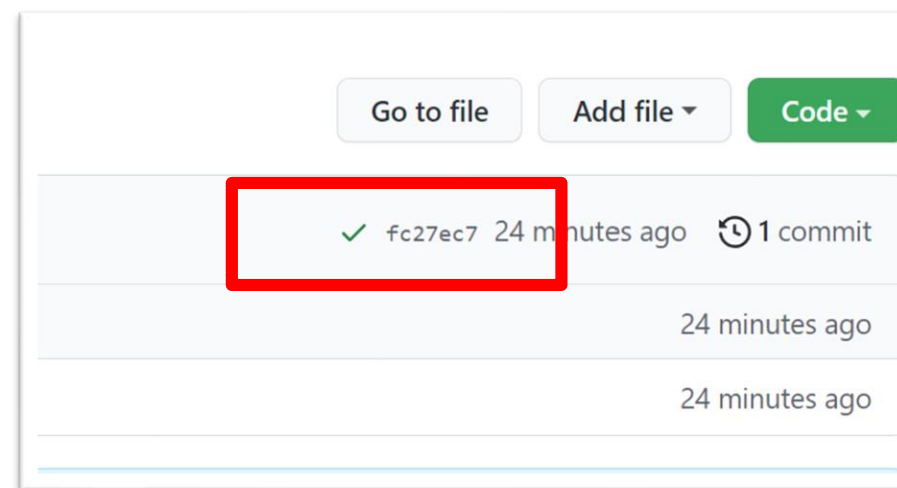 Go to file Add file Code
fc27ec7 24 minutes ago 1 commit
24 minutes ago
24 minutes ago